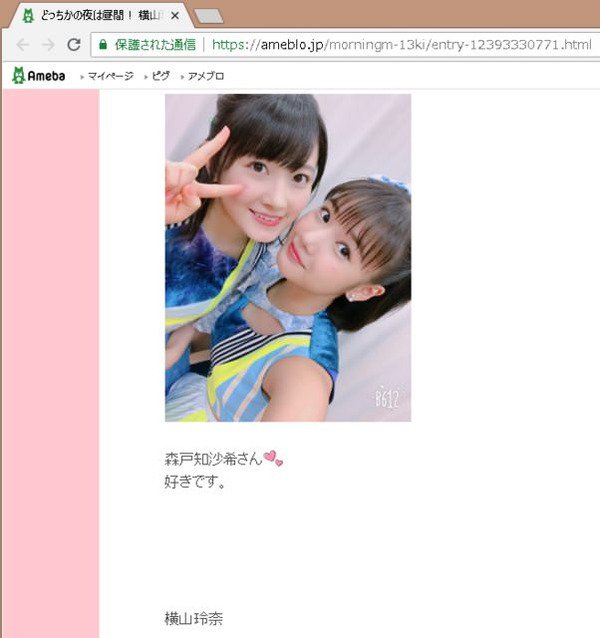 どっちかの夜は昼間！ 横山
保護された通信
https://ameblo.jp/morningm-13ki/entry-12393330771.html
Ameba
マイページ
ピグ
アメブロ
B612
森戸知沙希さん
好きです。
横山玲奈